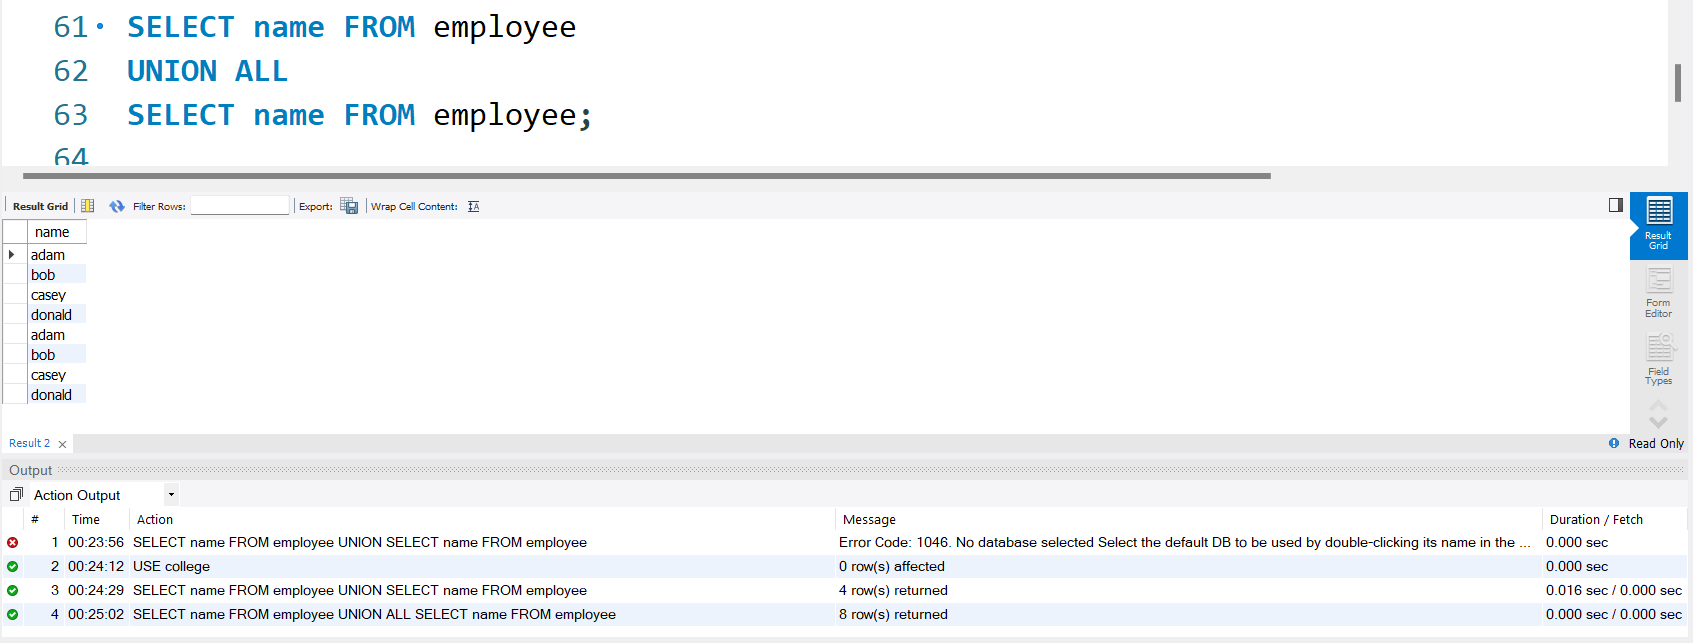 61 SELECT name FROM employee
62 UNION ALL
63 SELECT name FROM employee;
64
Result Grid Filter Rows: Export: Wrap Cell Content: IA
name
adam
bob
casey
donald
adam
bob
casey
donald
Result
Grid
Form
Editor
Field
Types
Result 2 Read Only
Output
Action Output
# Time Action Message Duration / Fetch
1 00:23:56 SELECT name FROM employee UNION SELECT name FROM employee Error Code: 1046. No database selected Select the default DB to be used by double-clicking its name in the ... 0.000 sec
2 00:24:12 USE college 0 row(s) affected 0.000 sec
3 00:24:29 SELECT name FROM employee UNION SELECT name FROM employee 4 row(s) returned 0.016 sec / 0.000 sec
4 00:25:02 SELECT name FROM employee UNION ALL SELECT name FROM employee 8 row(s) returned 0.000 sec / 0.000 sec